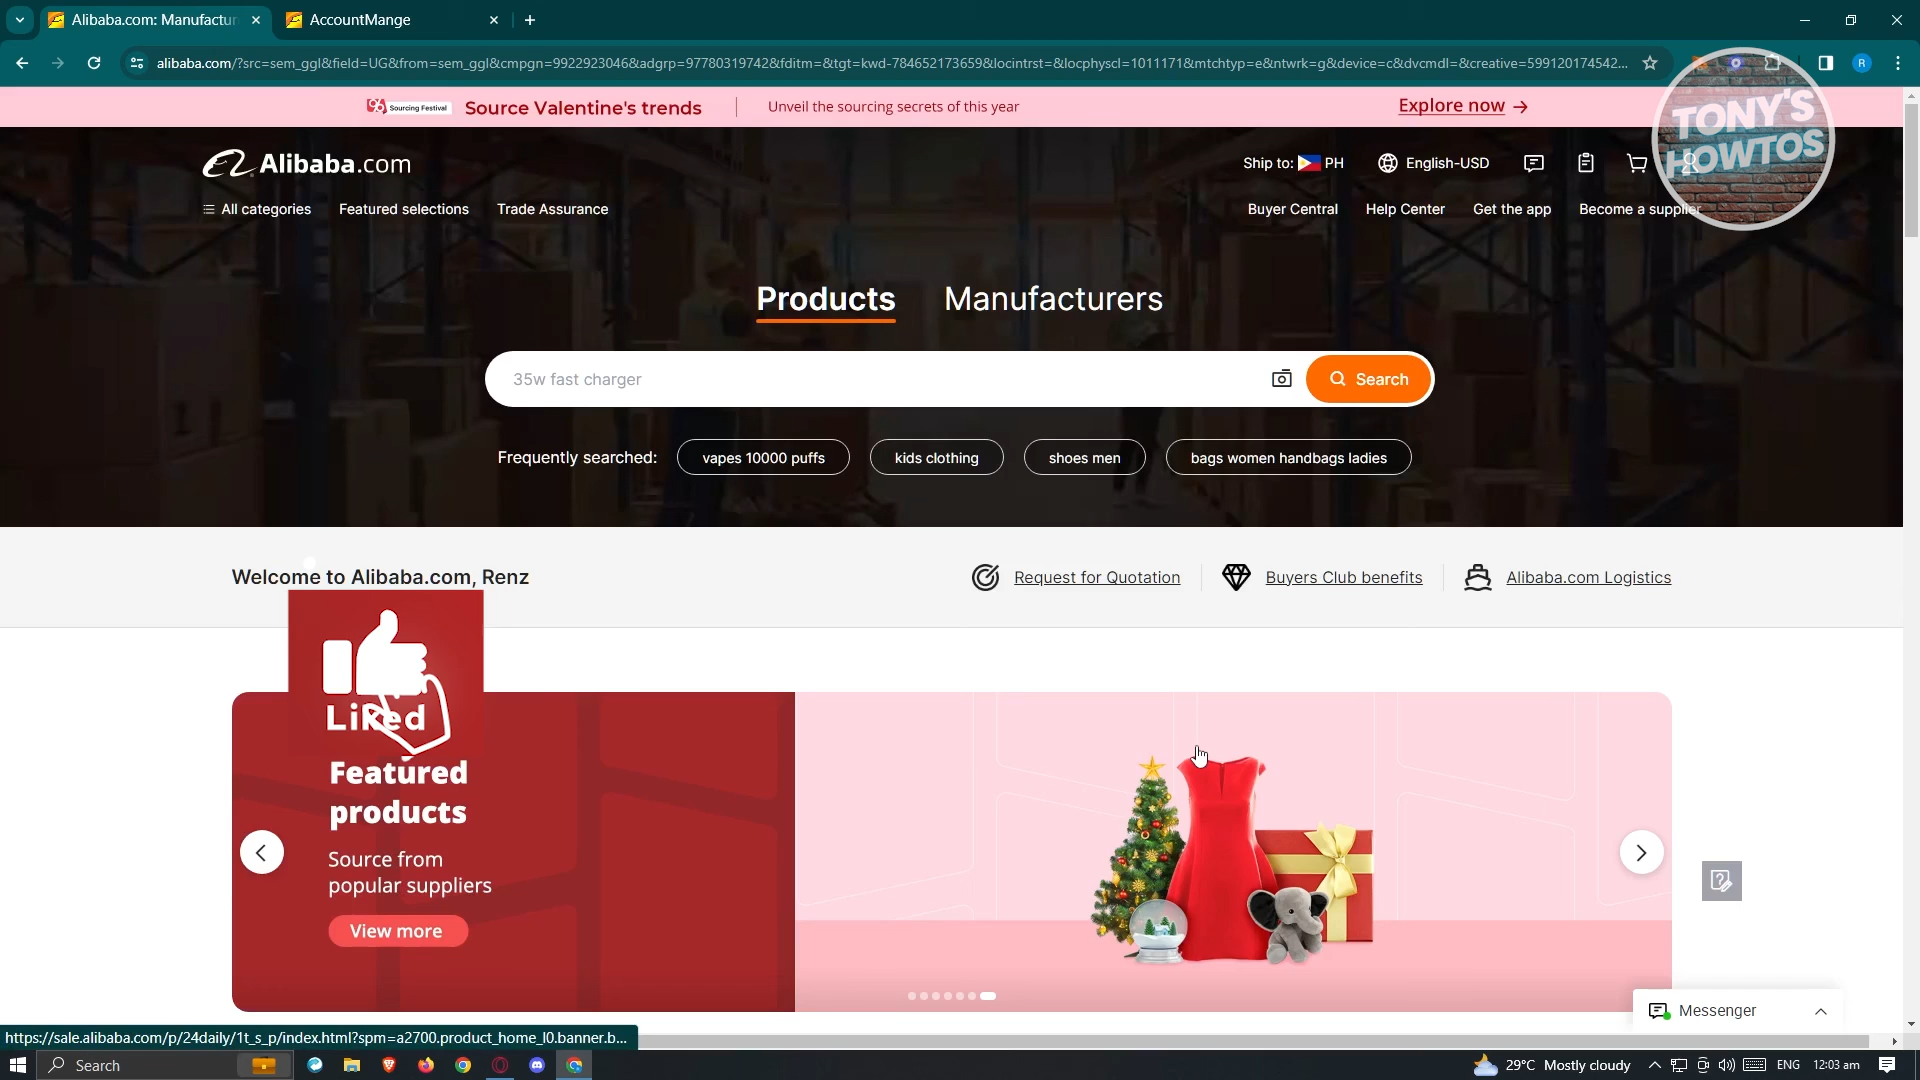 Alibaba.com: Manufactur
AccountMange
alibaba.com/?src=sem_ggl&field=UG&from=sem_ggl&cmpgn=9922923046&adgrp=97780319742&fditm=&tgt=kwd-784652173659&locintrst=&locphyscl=1011171&mtchtyp=e&ntwrk=g&device=c&dvcmdl=&creative=599120174542...
R
Sourcing Festival
Source Valentine's trends
Unveil the sourcing secrets of this year
Explore now →
TONY'S
HOWTOS
Alibaba.com
Ship to: PH
English-USD
All categories
Featured selections
Trade Assurance
Buyer Central
Help Center
Get the app
Become a supplier
Products
Manufacturers
35w fast charger
Search
Frequently searched:
vapes 10000 puffs
kids clothing
shoes men
bags women handbags ladies
Welcome to Alibaba.com, Renz
Request for Quotation
Buyers Club benefits
Alibaba.com Logistics
Liked
Featured
products
Source from
popular suppliers
View more
Messenger
https://sale.alibaba.com/p/24daily/1t_s_p/index.html?spm=a2700.product_home_l0.banner.b...
Search
29°C Mostly cloudy
ENG
12:03 am